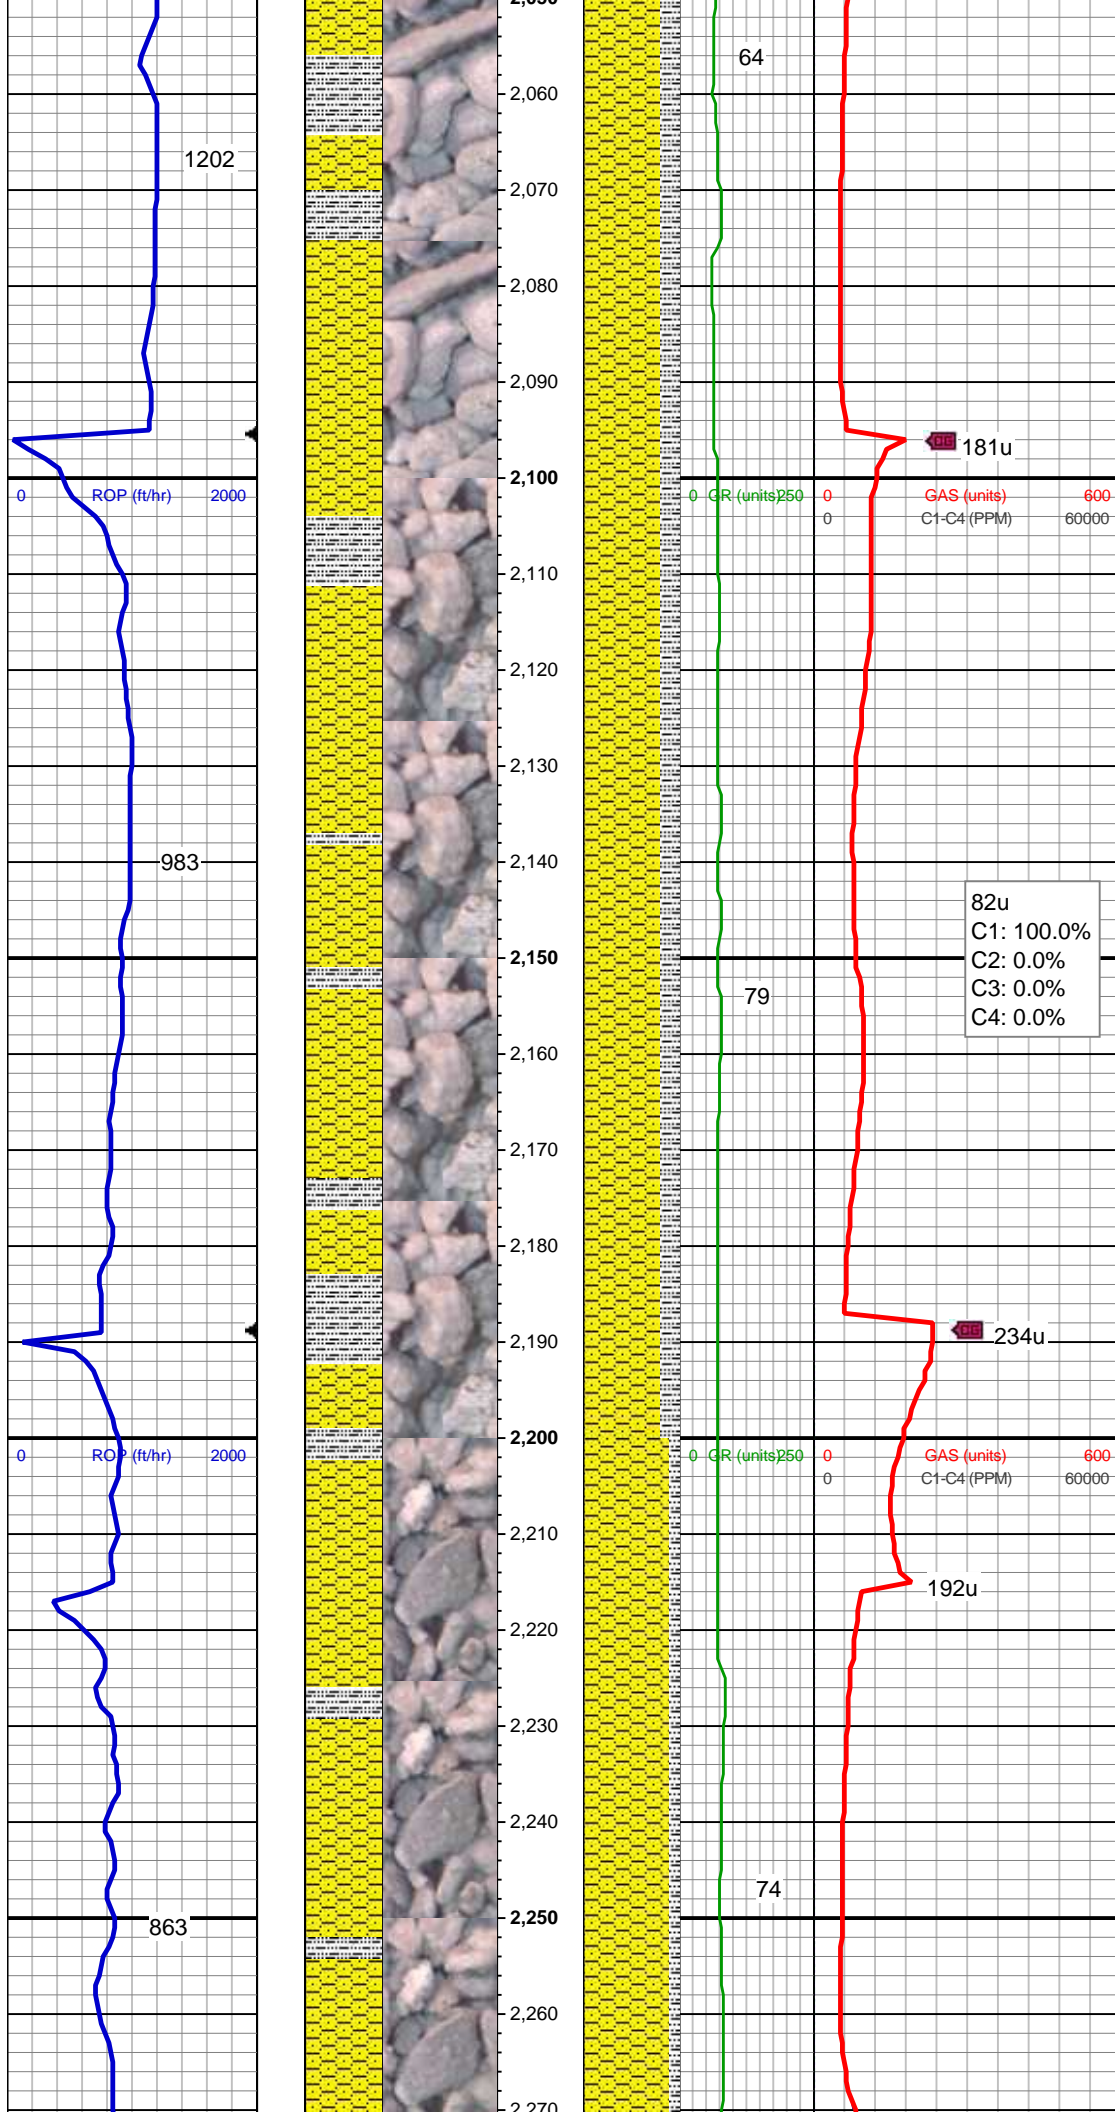 64
2,060
1202
2,070
2,080
2,090
CG 181u
2,100
0 ROP (ft/hr) 2000
0 GR (units) 250
0 GAS (units) 600
0 C1-C4 (PPM) 60000
2,110
2,120
2,130
983
2,140
82u
C1: 100.0%
C2: 0.0%
C3: 0.0%
C4: 0.0%
2,150
79
2,160
2,170
2,180
2,190
CG 234u
2,200
0 ROP (ft/hr) 2000
0 GR (units) 250
0 GAS (units) 600
0 C1-C4 (PPM) 60000
2,210
192u
2,220
2,230
2,240
74
2,250
863
2,260
2,270